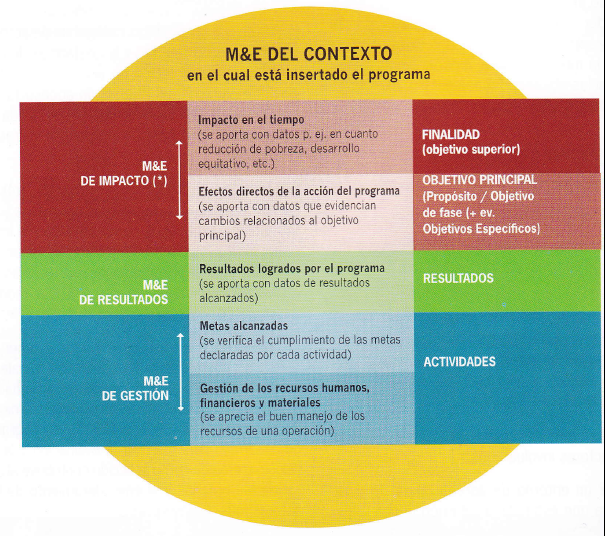 M&E DEL CONTEXTO
en el cual está insertado el programa
M&E
DE IMPACTO (*)
Impacto en el tiempo
(se aporta con datos p. ej. en cuanto
reducción de pobreza, desarrollo
equitativo, etc.)
FINALIDAD
(objetivo superior)
Efectos directos de la acción del programa
(se aporta con datos que evidencian
cambios relacionados al objetivo
principal)
OBJETIVO PRINCIPAL
(Propósito / Objetivo
de fase (+ ev.
Objetivos Específicos)
M&E
DE RESULTADOS
Resultados logrados por el programa
(se aporta con datos de resultados
alcanzados)
RESULTADOS
M&E
DE GESTIÓN
Metas alcanzadas
(se verifica el cumplimiento de las metas
declaradas por cada actividad)
Gestión de los recursos humanos,
financieros y materiales
(se aprecia el buen manejo de los
recursos de una operación)
ACTIVIDADES